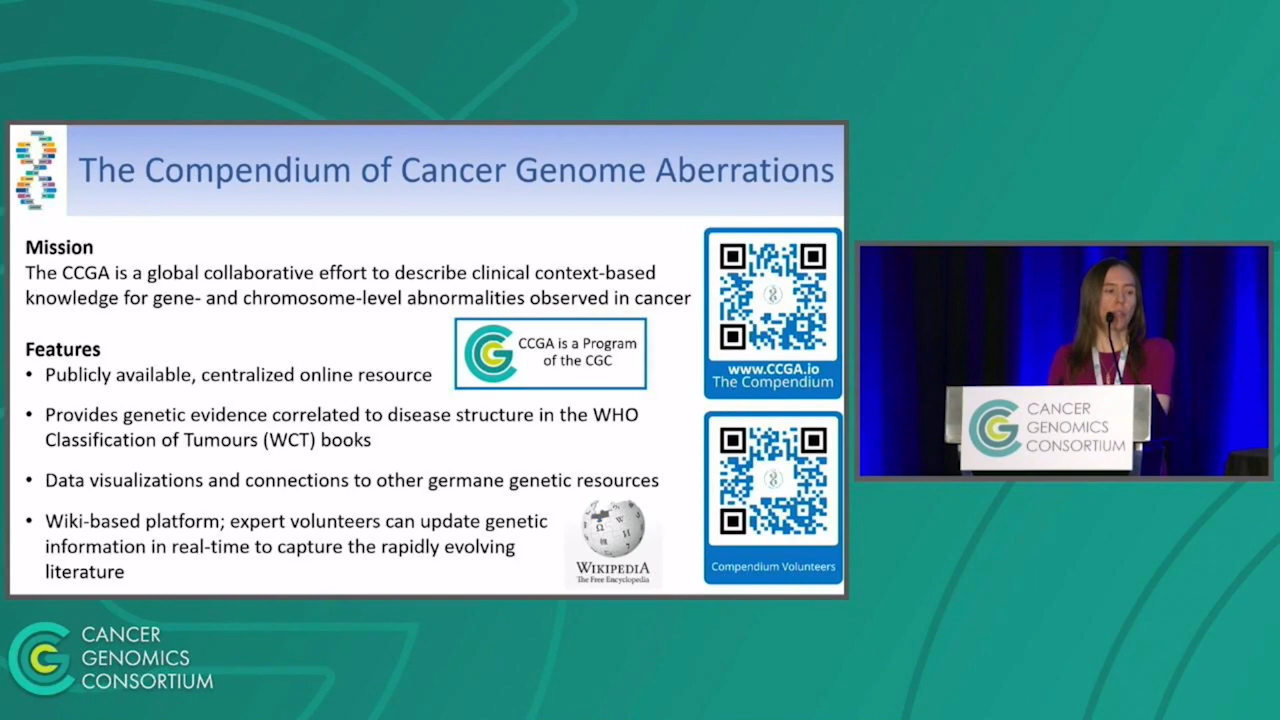 The Compendium of Cancer Genome Aberrations
Mission
The CCGA is a global collaborative effort to describe clinical context-based
knowledge for gene- and chromosome-level abnormalities observed in cancer
CCGA is a Program
of the CGC
Features
• Publicly available, centralized online resource
• Provides genetic evidence correlated to disease structure in the WHO
Classification of Tumours (WCT) books
• Data visualizations and connections to other germane genetic resources
• Wiki-based platform; expert volunteers can update genetic
information in real-time to capture the rapidly evolving
literature
WIKIPEDIA
The Free Encyclopedia
www.CCGA.io
The Compendium
Compendium Volunteers
CANCER
GENOMICS
CONSORTIUM
CANCER
GENOMICS
CONSORTIUM